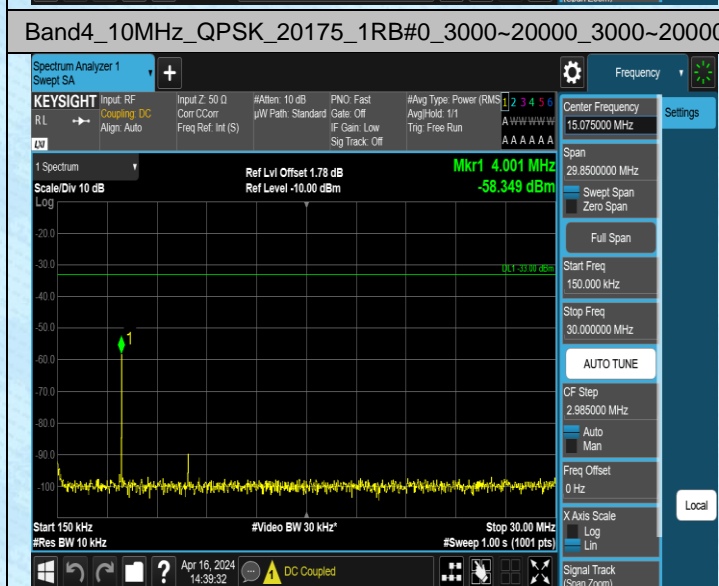 (Span Zoom)
Band4_10MHz_QPSK_20175_1RB#0_3000~20000_3000~20000
Spectrum Analyzer 1
Swept SA
+
Frequency
KEYSIGHT
RL
LXI
Input: RF
Coupling: DC
Align: Auto
Input Z: 50 Ω
Corr CCorr
Freq Ref: Int (S)
#Atten: 10 dB
µW Path: Standard
PNO: Fast
Gate: Off
IF Gain: Low
Sig Track: Off
#Avg Type: Power (RMS
Avg|Hold: 1/1
Trig: Free Run
1 2 3 4 5 6
A W W W W W
A A A A A A
1 Spectrum
Scale/Div 10 dB
Log
Ref Lvl Offset 1.78 dB
Ref Level -10.00 dBm
Mkr1 4.001 MHz
-58.349 dBm
-20.0
-30.0
DL1 -33.00 dBm
-40.0
-50.0
1
-60.0
-70.0
-80.0
-90.0
-100
Start 150 kHz
#Res BW 10 kHz
#Video BW 30 kHz*
Stop 30.00 MHz
#Sweep 1.00 s (1001 pts)
Center Frequency
15.075000 MHz
Settings
Span
29.8500000 MHz
Swept Span
Zero Span
Full Span
Start Freq
150.000 kHz
Stop Freq
30.000000 MHz
AUTO TUNE
CF Step
2.985000 MHz
Auto
Man
Freq Offset
0 Hz
Local
X Axis Scale
Log
Lin
Signal Track
(Span Zoom)
?
Apr 16, 2024
14:39:32
DC Coupled